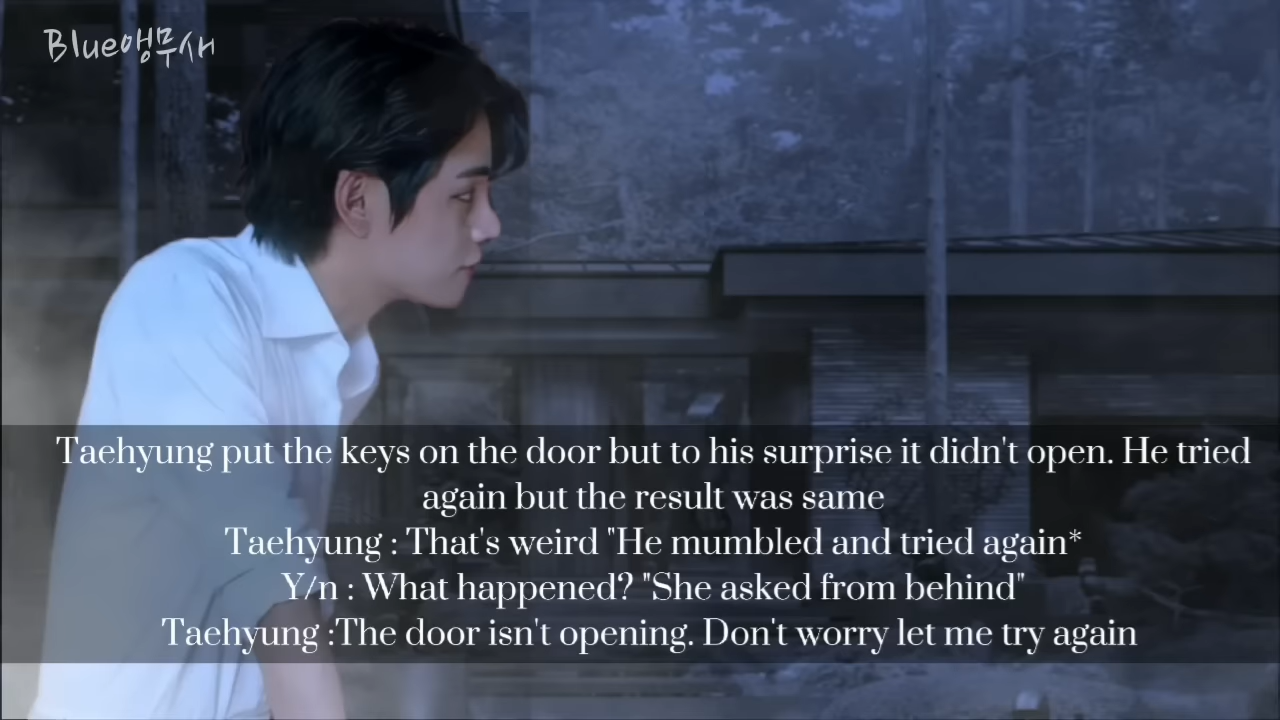 Blue앵무새
Taehyung put the keys on the door but to his surprise it didn't open. He tried
again but the result was same
Taehyung : That's weird "He mumbled and tried again*
Y/n : What happened? "She asked from behind"
Taehyung :The door isn't opening. Don't worry let me try again